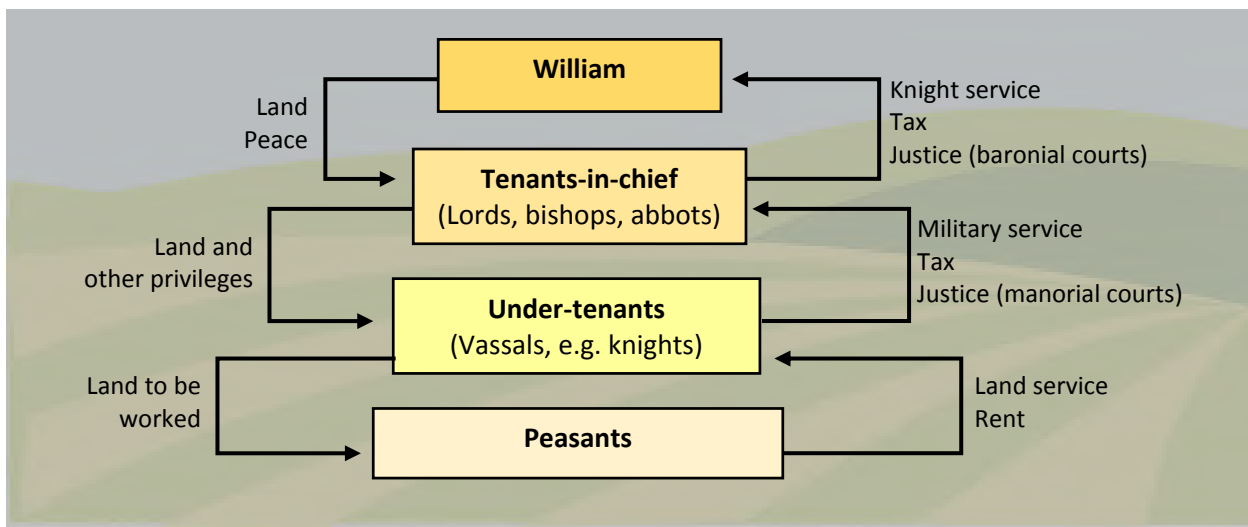 William
Land
Peace
Knight service
Tax
Justice (baronial courts)
Tenants-in-chief
(Lords, bishops, abbots)
Land and
other privileges
Military service
Tax
Justice (manorial courts)
Under-tenants
(Vassals, e.g. knights)
Land to be
worked
Land service
Rent
Peasants